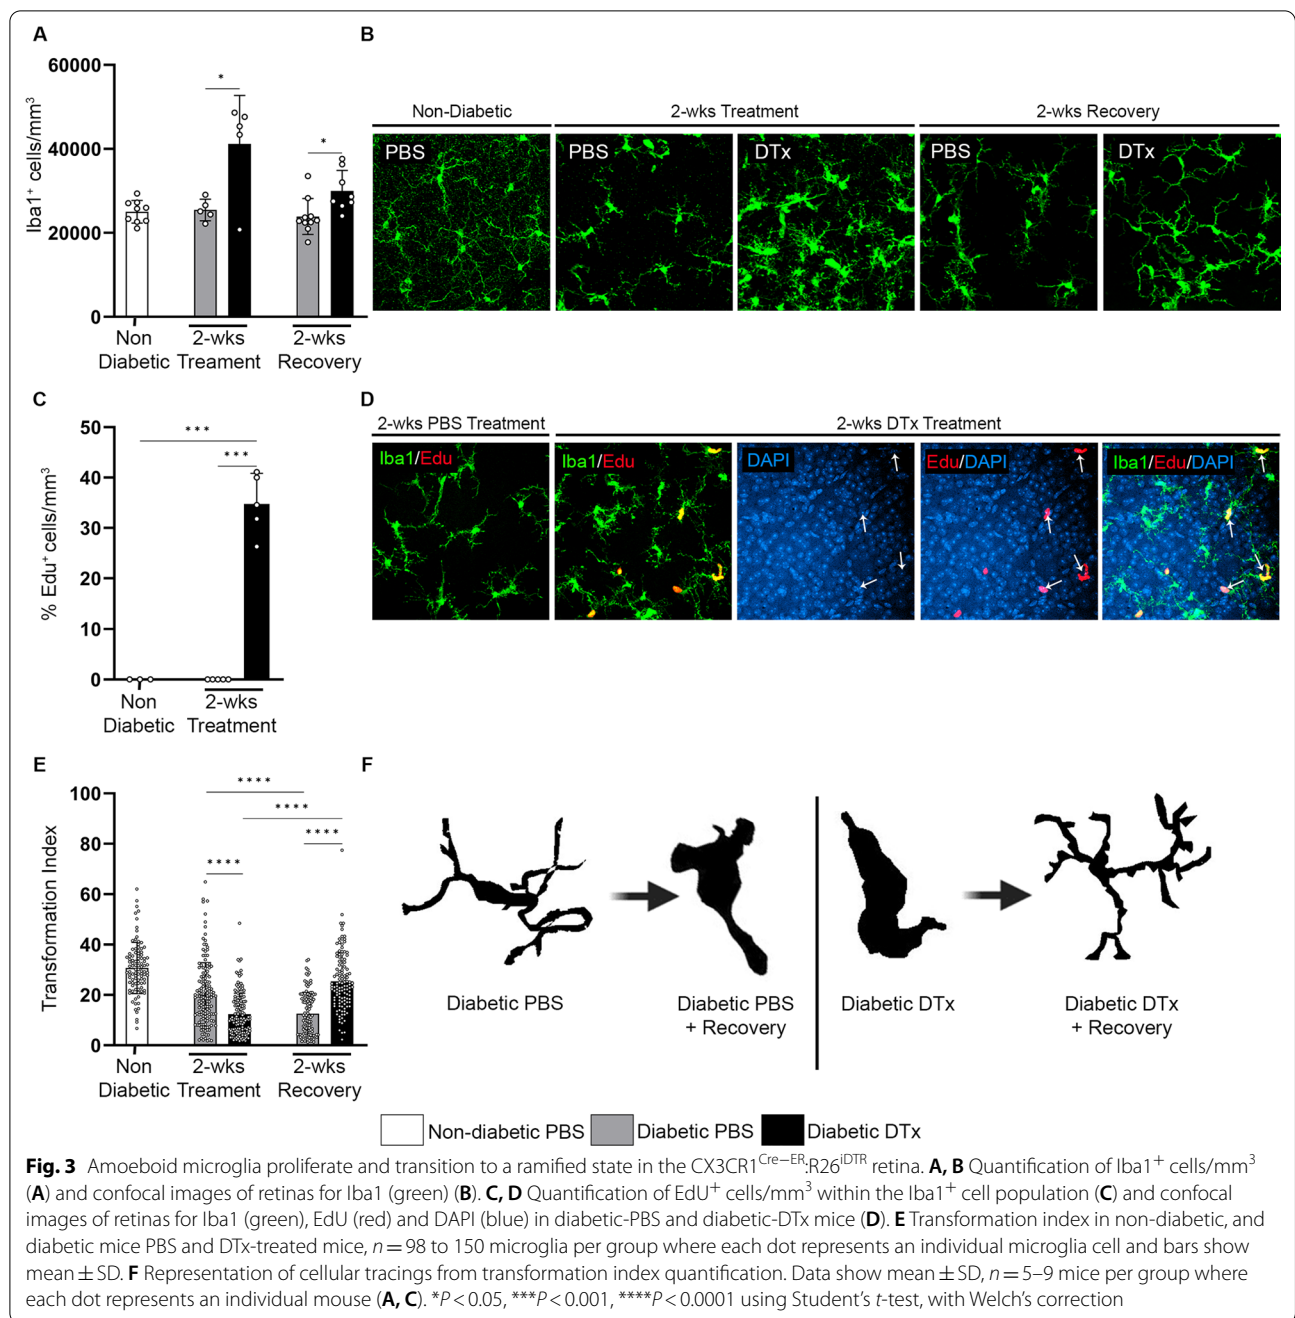 A
Iba1⁺ cells/mm³
60000
40000
20000
0
*
*
Non
Diabetic
2-wks
Treament
2-wks
Recovery
B
Non-Diabetic
2-wks Treatment
2-wks Recovery
PBS
PBS
DTx
PBS
DTx
C
% Edu⁺ cells/mm³
50
40
30
20
10
0
***
***
Non
Diabetic
2-wks
Treatment
D
2-wks PBS Treatment
2-wks DTx Treatment
Iba1/Edu
Iba1/Edu
DAPI
Edu/DAPI
Iba1/Edu/DAPI
E
Transformation Index
100
80
60
40
20
0
****
****
****
****
Non
Diabetic
2-wks
Treament
2-wks
Recovery
F
Diabetic PBS
Diabetic PBS
+ Recovery
Diabetic DTx
Diabetic DTx
+ Recovery
Non-diabetic PBS
Diabetic PBS
Diabetic DTx
Fig. 3 Amoeboid microglia proliferate and transition to a ramified state in the CX3CR1^Cre−ER:R26^iDTR retina. A, B Quantification of Iba1⁺ cells/mm³
(A) and confocal images of retinas for Iba1 (green) (B). C, D Quantification of EdU⁺ cells/mm³ within the Iba1⁺ cell population (C) and confocal
images of retinas for Iba1 (green), EdU (red) and DAPI (blue) in diabetic-PBS and diabetic-DTx mice (D). E Transformation index in non-diabetic, and
diabetic mice PBS and DTx-treated mice, n = 98 to 150 microglia per group where each dot represents an individual microglia cell and bars show
mean ± SD. F Representation of cellular tracings from transformation index quantification. Data show mean ± SD, n = 5–9 mice per group where
each dot represents an individual mouse (A, C). *P < 0.05, ***P < 0.001, ****P < 0.0001 using Student's t-test, with Welch's correction